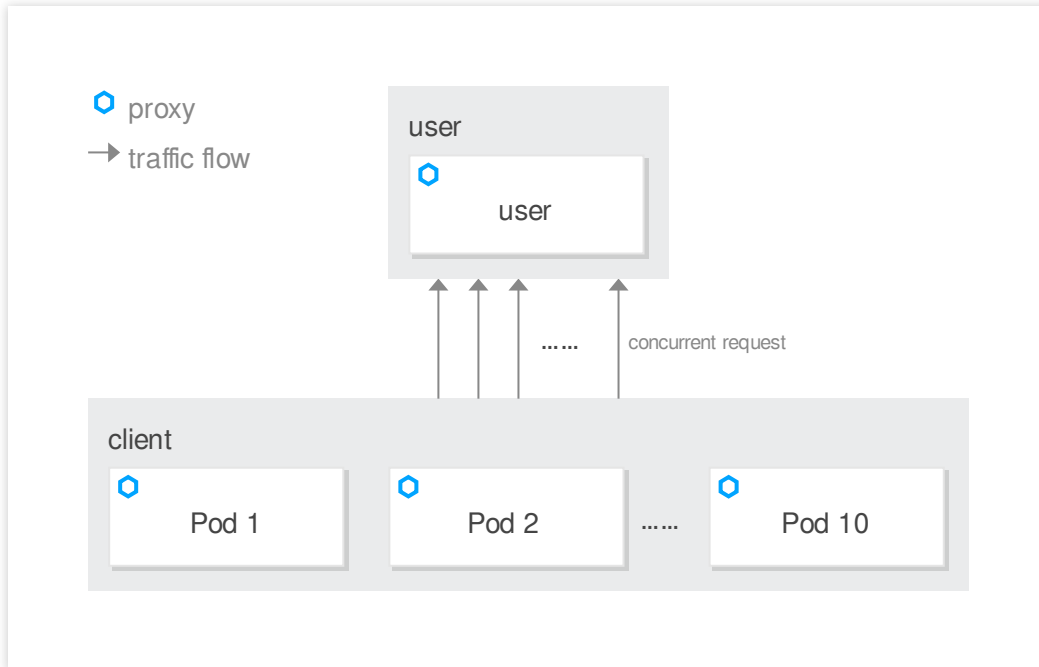 proxy
traffic flow
user
user
...... concurrent request
client
Pod 1 Pod 2 ...... Pod 10